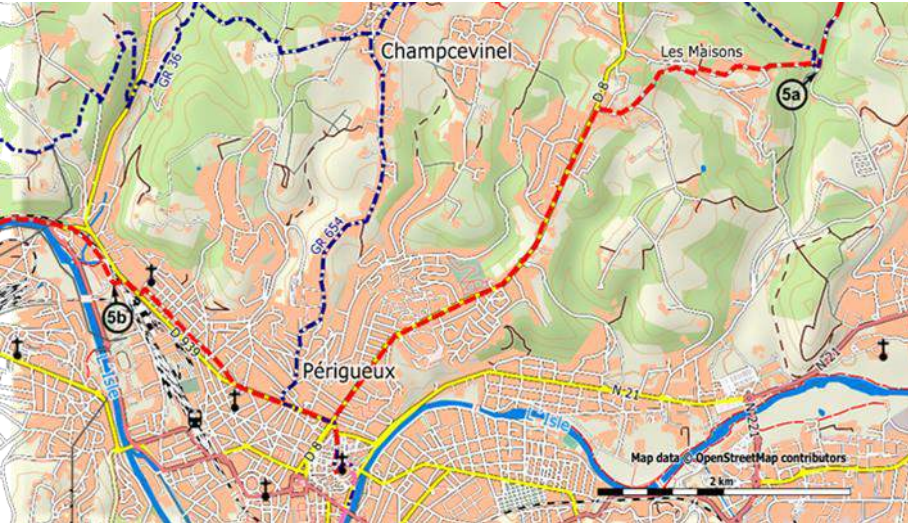 Champcevinel
Les Maisons
GR 36
D 8
5a
GR 654
5b
D 939
Périgueux
L'Isle
N 21
N 21
L'Isle
N221
D 8
Map data © OpenStreetMap contributors
2 km